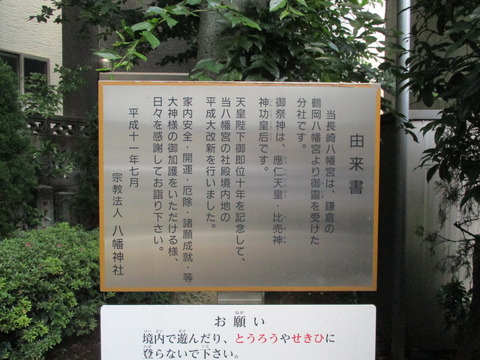 由来書
当長崎八幡宮は、鎌倉の
鶴岡八幡宮より御霊を受けた
分社です。
御祭神は、應仁天皇・比売神
神功皇后です。
天皇陛下御即位十年を記念して、
当八幡宮の社殿境内地の
平成大改新を行いました。
家内安全・開運・厄除・諸願成就・等
大神様の御加護をいただける様、
日々を感謝してお詣り下さい。
平成十一年七月
宗教法人 八幡神社
お願い
境内で遊んだり、とうろうやせきひに
登らないで下さい。